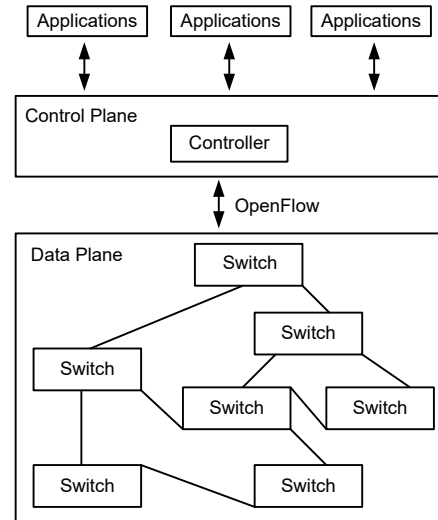 Applications
Applications
Applications
Control Plane
Controller
OpenFlow
Data Plane
Switch
Switch
Switch
Switch
Switch
Switch
Switch